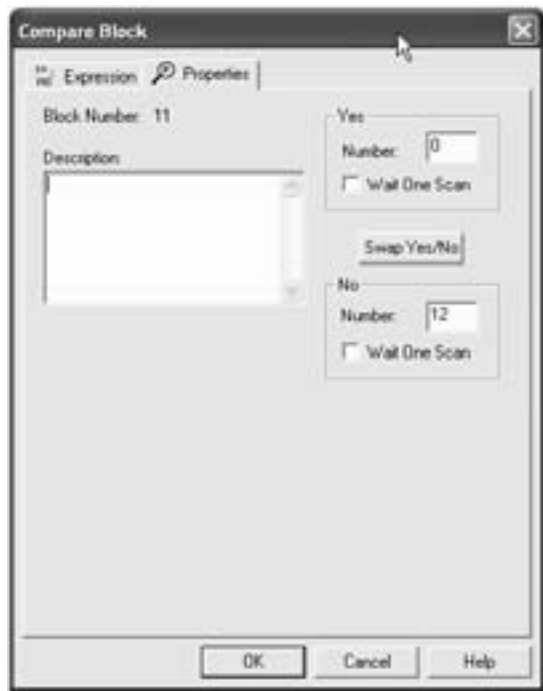 Compare Block
Expression Properties
Block Number: 11
Description:
Yes
Number: 0
Wait One Scan
Swap Yes/No
No
Number: 12
Wait One Scan
OK Cancel Help